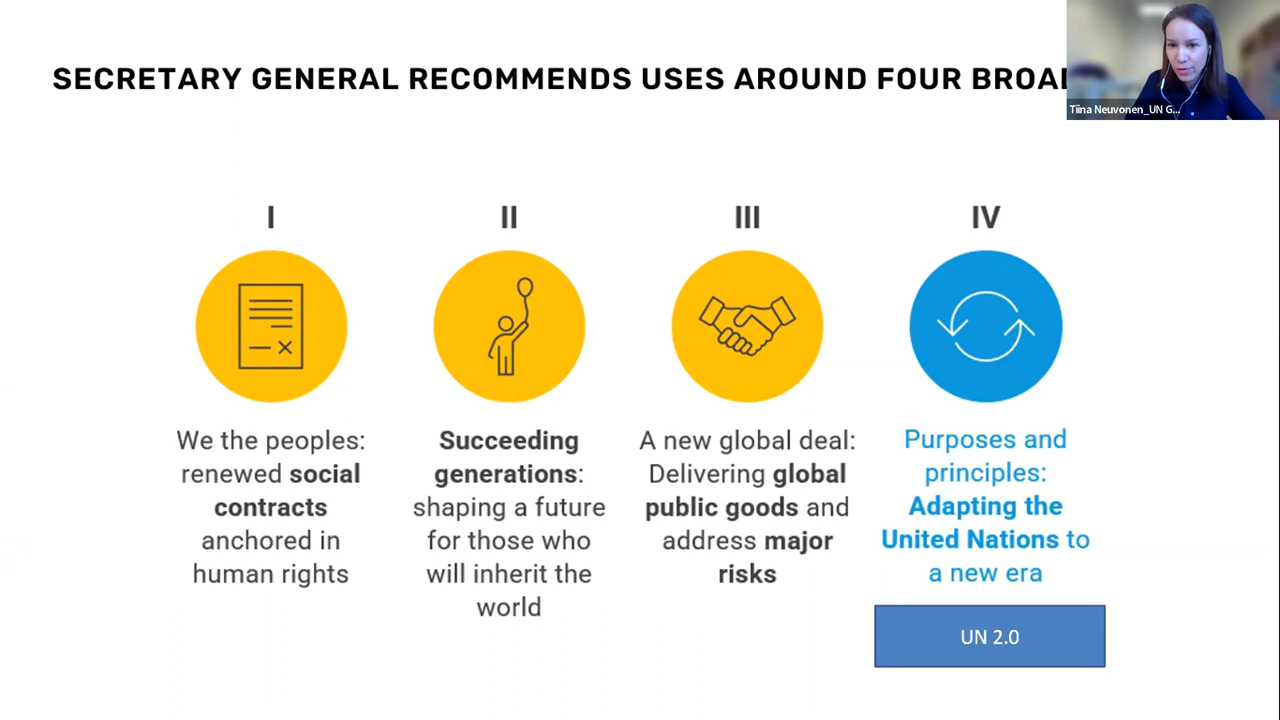 SECRETARY GENERAL RECOMMENDS USES AROUND FOUR BROA
Tiina Neuvonen_UN G...
I
II
III
IV
We the peoples:
renewed social
contracts
anchored in
human rights
Succeeding
generations:
shaping a future
for those who
will inherit the
world
A new global deal:
Delivering global
public goods and
address major
risks
Purposes and
principles:
Adapting the
United Nations to
a new era
UN 2.0